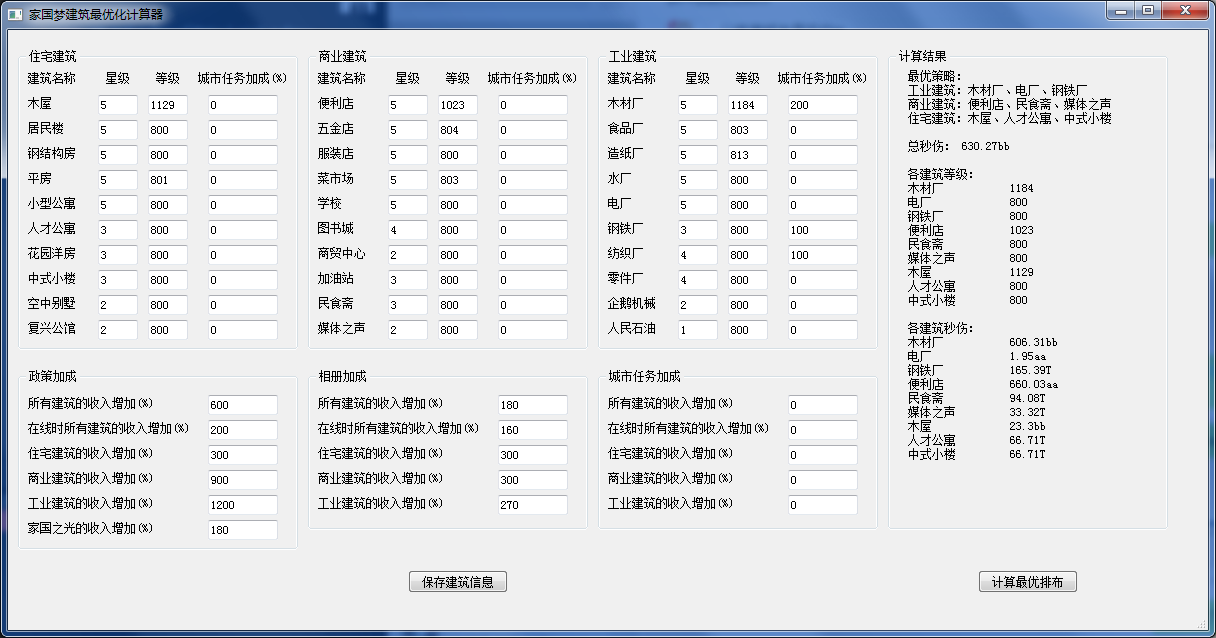 家国梦建筑最优化计算器
住宅建筑
建筑名称 星级 等级 城市任务加成(%)
木屋 5 1129 0
居民楼 5 800 0
钢结构房 5 800 0
平房 5 801 0
小型公寓 5 800 0
人才公寓 3 800 0
花园洋房 3 800 0
中式小楼 3 800 0
空中别墅 2 800 0
复兴公馆 2 800 0
商业建筑
建筑名称 星级 等级 城市任务加成(%)
便利店 5 1023 0
五金店 5 804 0
服装店 5 800 0
菜市场 5 803 0
学校 5 800 0
图书城 4 800 0
商贸中心 2 800 0
加油站 3 800 0
民食斋 3 800 0
媒体之声 2 800 0
工业建筑
建筑名称 星级 等级 城市任务加成(%)
木材厂 5 1184 200
食品厂 5 803 0
造纸厂 5 813 0
水厂 5 800 0
电厂 5 800 0
钢铁厂 3 800 100
纺织厂 4 800 100
零件厂 4 800 0
企鹅机械 2 800 0
人民石油 1 800 0
计算结果
最优策略:
工业建筑: 木材厂、电厂、钢铁厂
商业建筑: 便利店、民食斋、媒体之声
住宅建筑: 木屋、人才公寓、中式小楼
总秒伤: 630.27bb
各建筑等级:
木材厂 1184
电厂 800
钢铁厂 800
便利店 1023
民食斋 800
媒体之声 800
木屋 1129
人才公寓 800
中式小楼 800
各建筑秒伤:
木材厂 606.31bb
电厂 1.95aa
钢铁厂 165.39T
便利店 660.03aa
民食斋 94.08T
媒体之声 33.32T
木屋 23.3bb
人才公寓 66.71T
中式小楼 66.71T
政策加成
所有建筑的收入增加(%) 600
在线时所有建筑的收入增加(%) 200
住宅建筑的收入增加(%) 300
商业建筑的收入增加(%) 900
工业建筑的收入增加(%) 1200
家国之光的收入增加(%) 180
相册加成
所有建筑的收入增加(%) 180
在线时所有建筑的收入增加(%) 160
住宅建筑的收入增加(%) 300
商业建筑的收入增加(%) 300
工业建筑的收入增加(%) 270
城市任务加成
所有建筑的收入增加(%) 0
在线时所有建筑的收入增加(%) 0
住宅建筑的收入增加(%) 0
商业建筑的收入增加(%) 0
工业建筑的收入增加(%) 0
保存建筑信息
计算最优排布